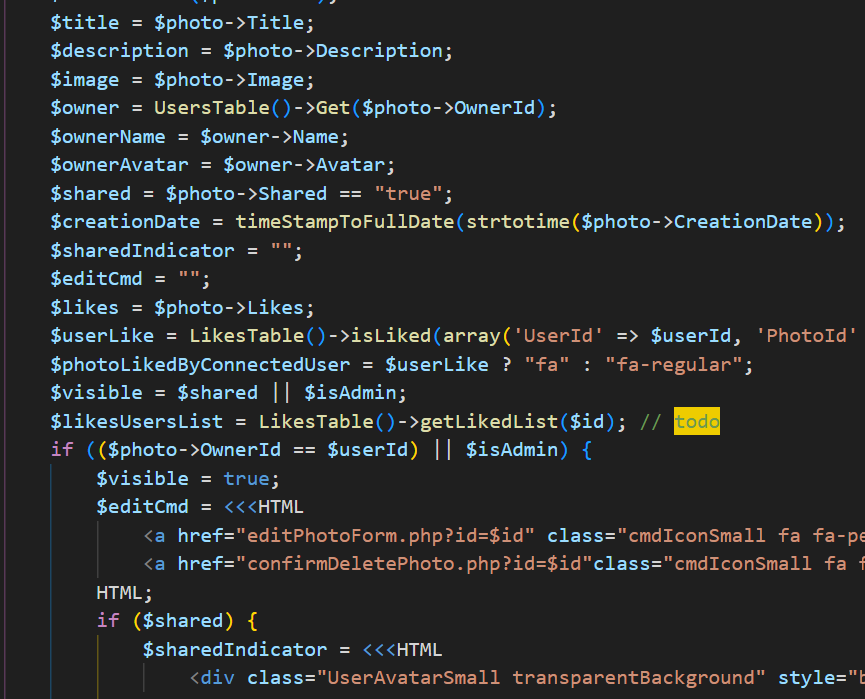 $title = $photo->Title;
$description = $photo->Description;
$image = $photo->Image;
$owner = UsersTable()->Get($photo->OwnerId);
$ownerName = $owner->Name;
$ownerAvatar = $owner->Avatar;
$shared = $photo->Shared == "true";
$creationDate = timeStampToFullDate(strtotime($photo->CreationDate));
$sharedIndicator = "";
$editCmd = "";
$likes = $photo->Likes;
$userLike = LikesTable()->isLiked(array('UserId' => $userId, 'PhotoId'
$photoLikedByConnectedUser = $userLike ? "fa" : "fa-regular";
$visible = $shared || $isAdmin;
$likesUsersList = LikesTable()->getLikedList($id); // todo
if (($photo->OwnerId == $userId) || $isAdmin) {
$visible = true;
$editCmd = <<<HTML
<a href="editPhotoForm.php?id=$id" class="cmdIconSmall fa fa-pe
<a href="confirmDeletePhoto.php?id=$id"class="cmdIconSmall fa f
HTML;
if ($shared) {
$sharedIndicator = <<<HTML
<div class="UserAvatarSmall transparentBackground" style="b